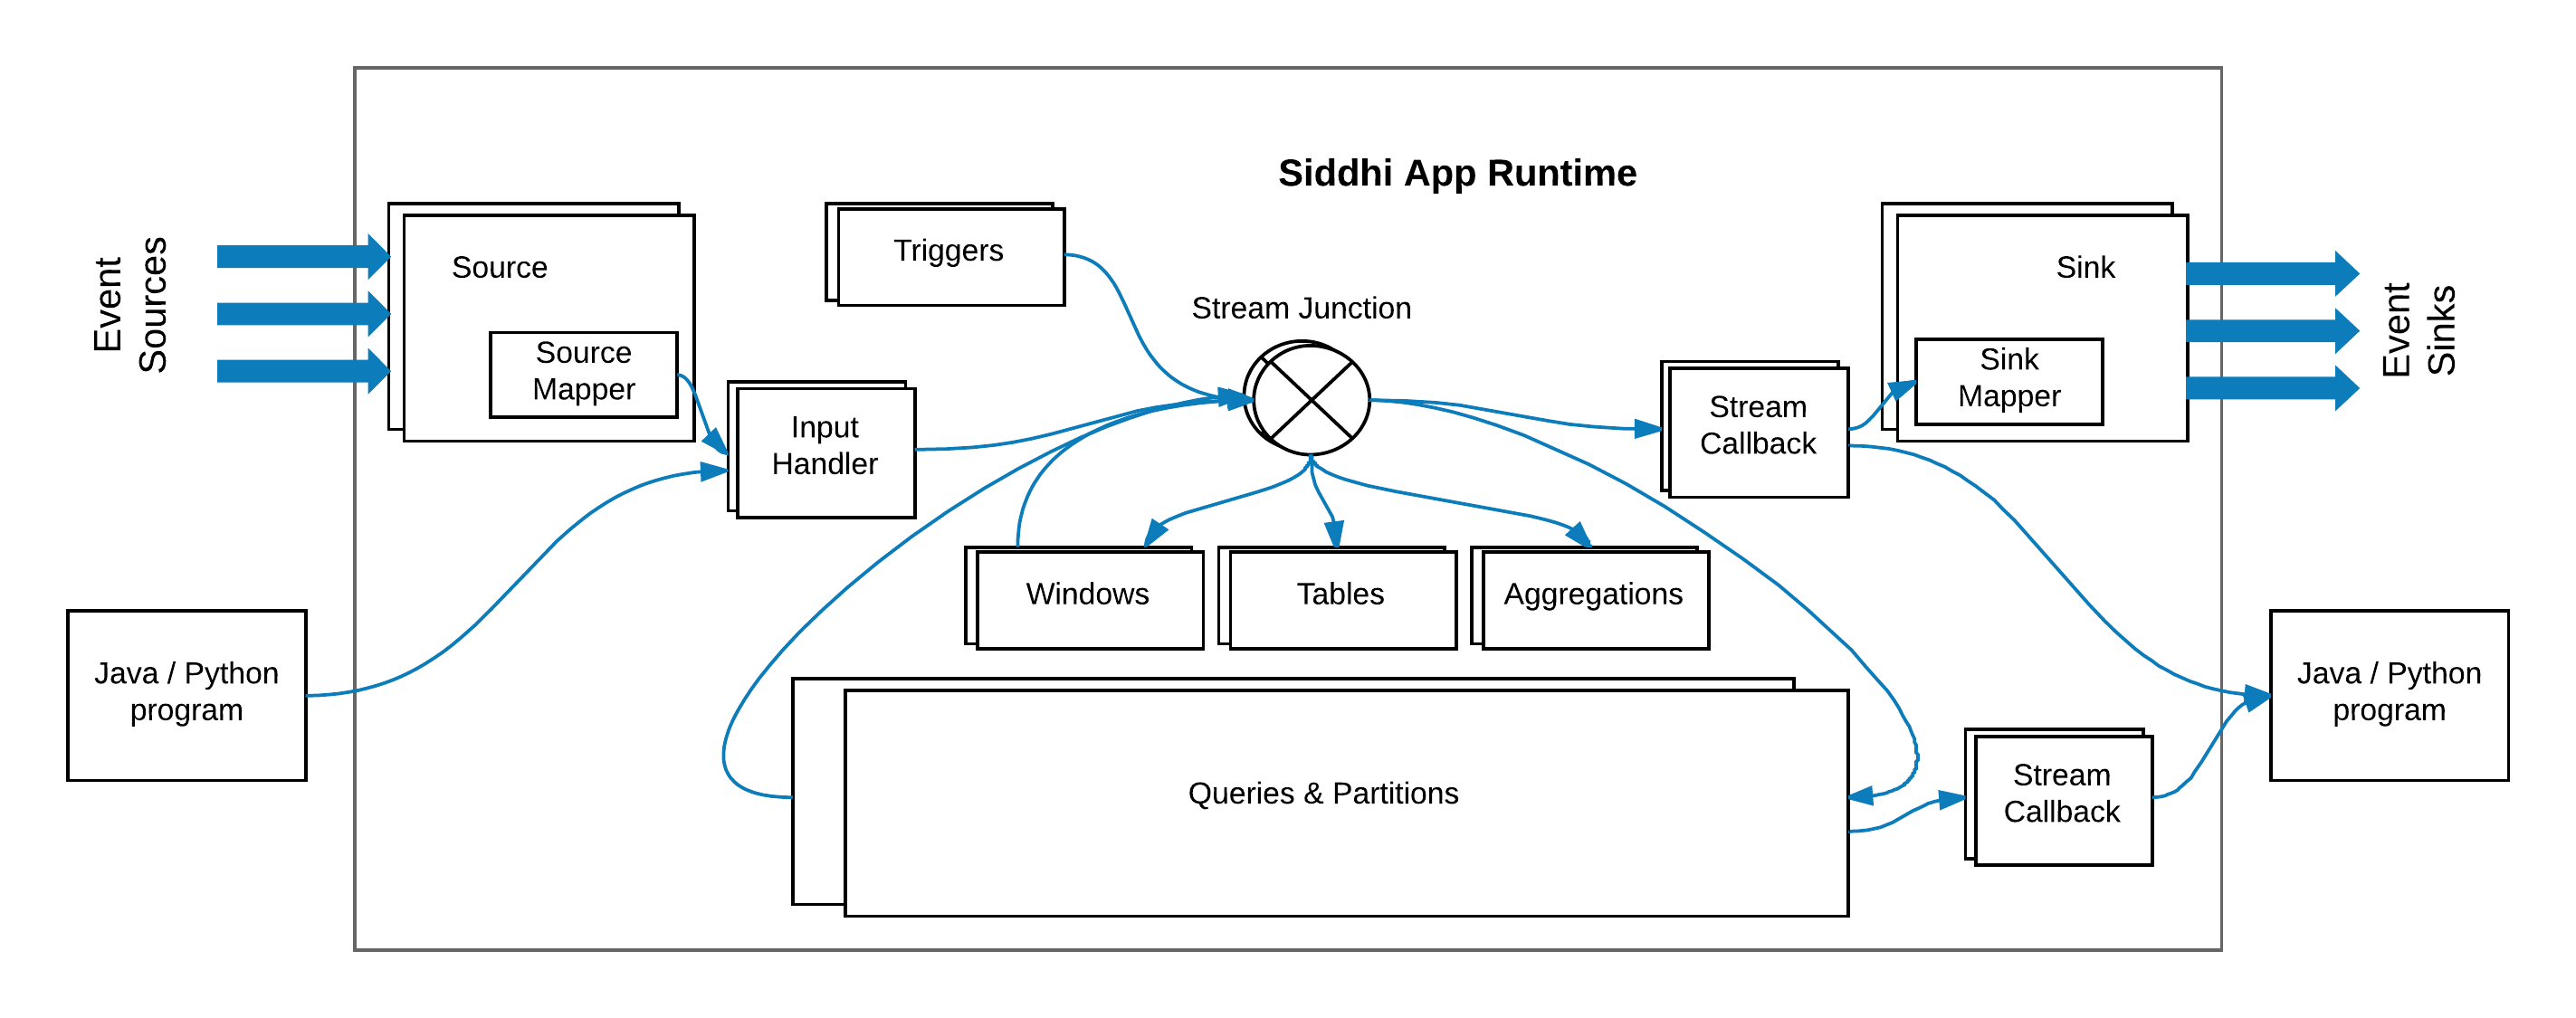 Siddhi App Runtime
Event
Sources
Source
Source
Mapper
Triggers
Input
Handler
Stream Junction
Stream
Callback
Sink
Sink
Mapper
Event
Sinks
Windows
Tables
Aggregations
Java / Python
program
Queries & Partitions
Stream
Callback
Java / Python
program